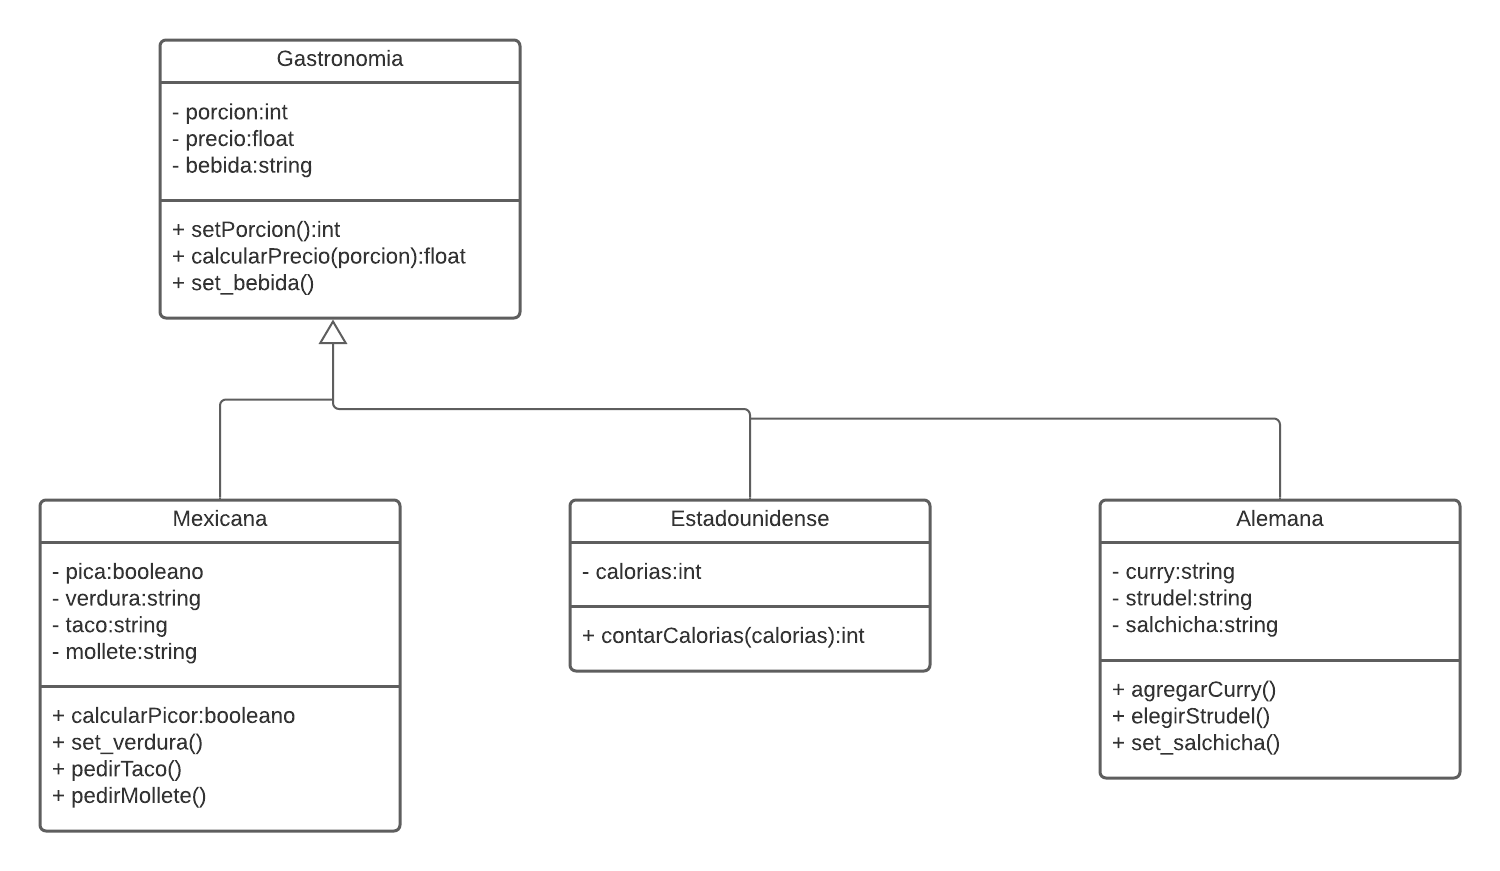 Gastronomia
- porcion:int
- precio:float
- bebida:string
+ setPorcion():int
+ calcularPrecio(porcion):float
+ set_bebida()
Mexicana
- pica:booleano
- verdura:string
- taco:string
- mollete:string
+ calcularPicor:booleano
+ set_verdura()
+ pedirTaco()
+ pedirMollete()
Estadounidense
- calorias:int
+ contarCalorias(calorias):int
Alemana
- curry:string
- strudel:string
- salchicha:string
+ agregarCurry()
+ elegirStrudel()
+ set_salchicha()